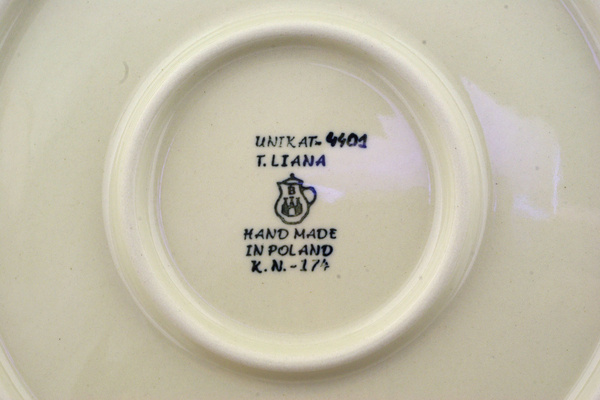 UNIKAT-4401
T. LIANA
B
HAND MADE
IN POLAND
K.N.-174